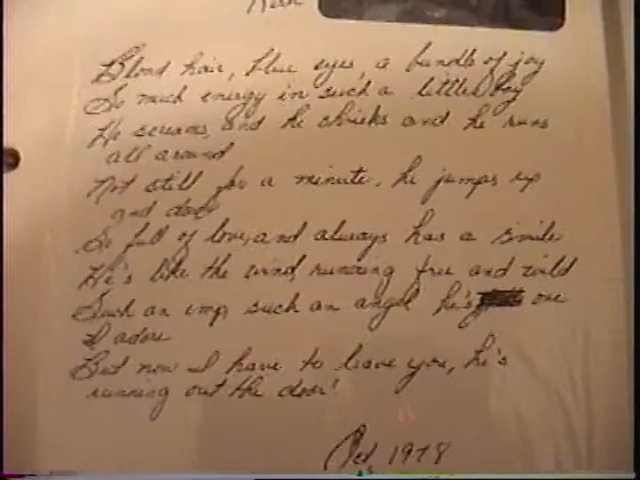 Blond hair, blue eyes, a bundle of joy
So much energy in such a little boy
He screams, and he shrieks and he runs
all around
Not still for a minute. he jumps up
and down
So full of love, and always has a smile
He's like the wind, running free and wild
Such an imp, such an angel he's one
I adore
But now I have to leave you, he's
running out the door!
Oct 1978